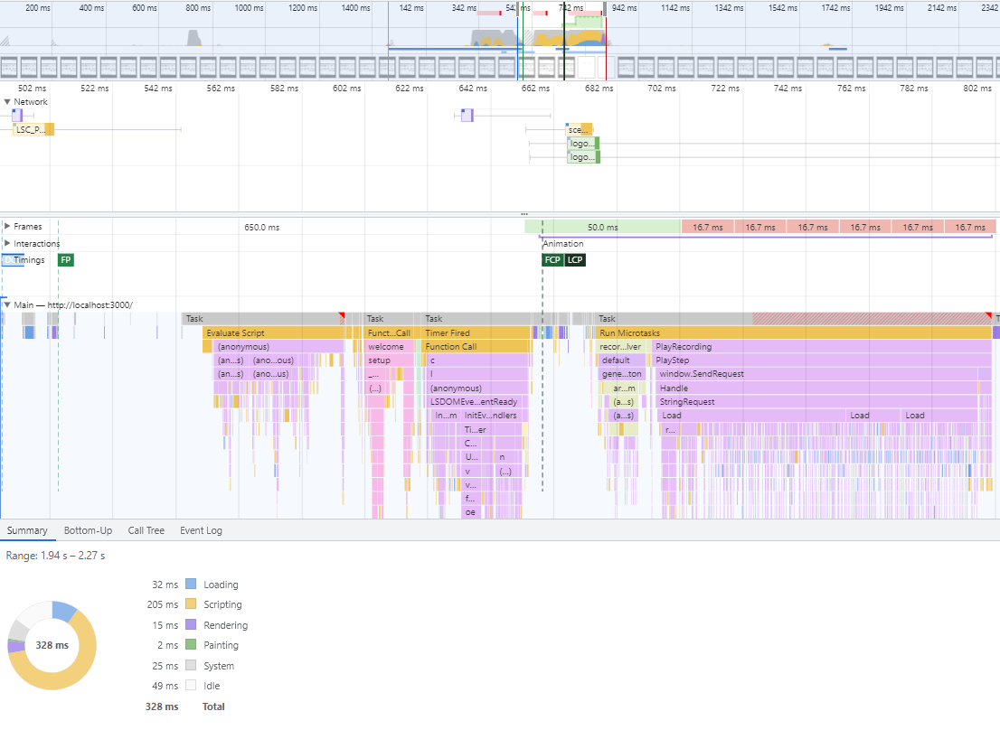 200 ms 400 ms 600 ms 800 ms 1000 ms 1200 ms 1400 ms 142 ms 342 ms 542 ms 742 ms 942 ms 1142 ms 1342 ms 1542 ms 1742 ms 1942 ms 2142 ms 2342
502 ms 522 ms 542 ms 562 ms 582 ms 602 ms 622 ms 642 ms 662 ms 682 ms 702 ms 722 ms 742 ms 762 ms 782 ms 802 ms
Network
LSC_P... sce...
logo...
logo...
...
Frames 650.0 ms 50.0 ms 16.7 ms 16.7 ms 16.7 ms 16.7 ms 16.7 ms 16.7 ms
Interactions Animation
Timings FP FCP LCP
Main — http://localhost:3000/
Task Task Task Task T
Evaluate Script Funct...Call Timer Fired Run Microtasks
(anonymous) welcome Function Call recor...lver PlayRecording
(an...s) (ano...ous) setup c default PlayStep
(an...s) (an...us) _... l gene...ton window.SendRequest
(...) (anonymous) ar...m Handle
LSDOMEve...entReady (a...s) StringRequest
In...m InitEv...ndlers (a...s) Load Load Load
Ti...er r...
C...
U... n
v (...)
v...
f...
oe
Summary Bottom-Up Call Tree Event Log
Range: 1.94 s – 2.27 s
32 ms Loading
205 ms Scripting
15 ms Rendering
328 ms 2 ms Painting
25 ms System
49 ms Idle
328 ms Total